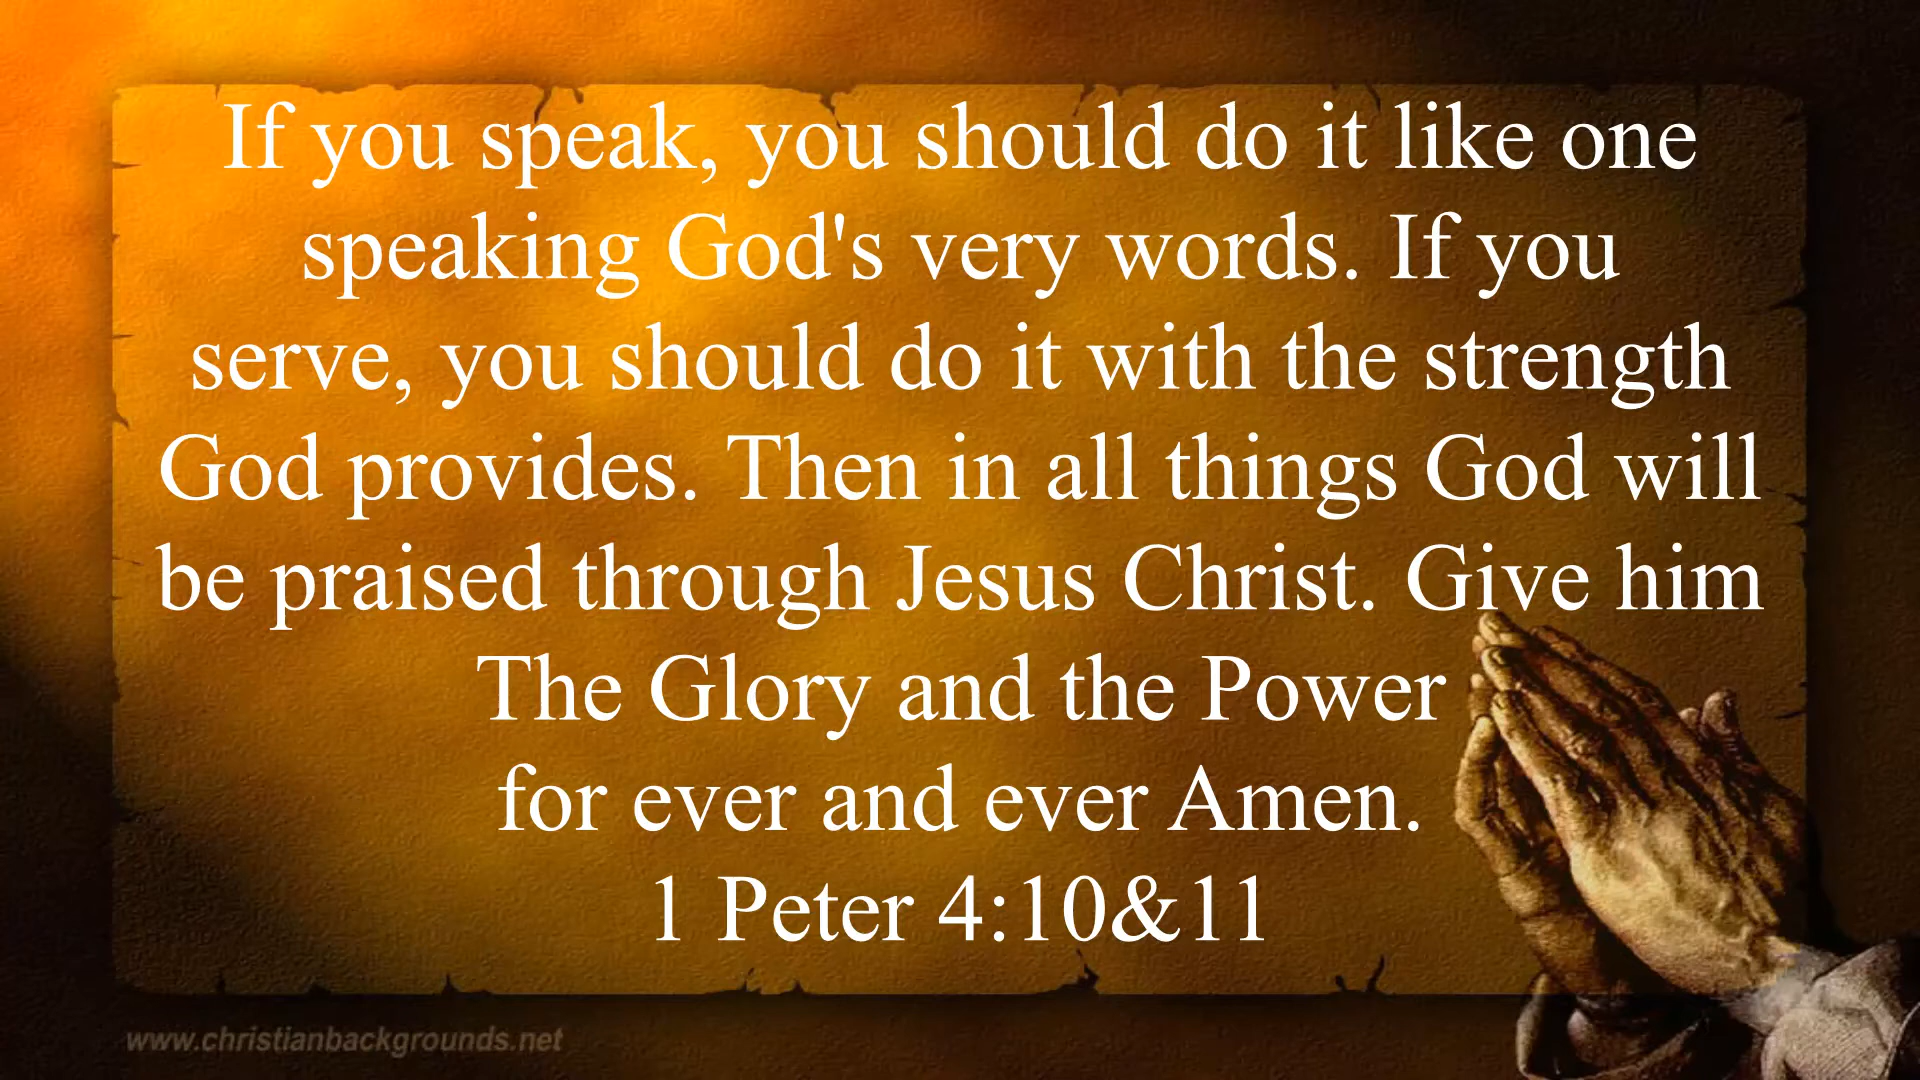 If you speak, you should do it like one
speaking God's very words. If you
serve, you should do it with the strength
God provides. Then in all things God will
be praised through Jesus Christ. Give him
The Glory and the Power
for ever and ever Amen.
1 Peter 4:10&11
www.christianbackgrounds.net